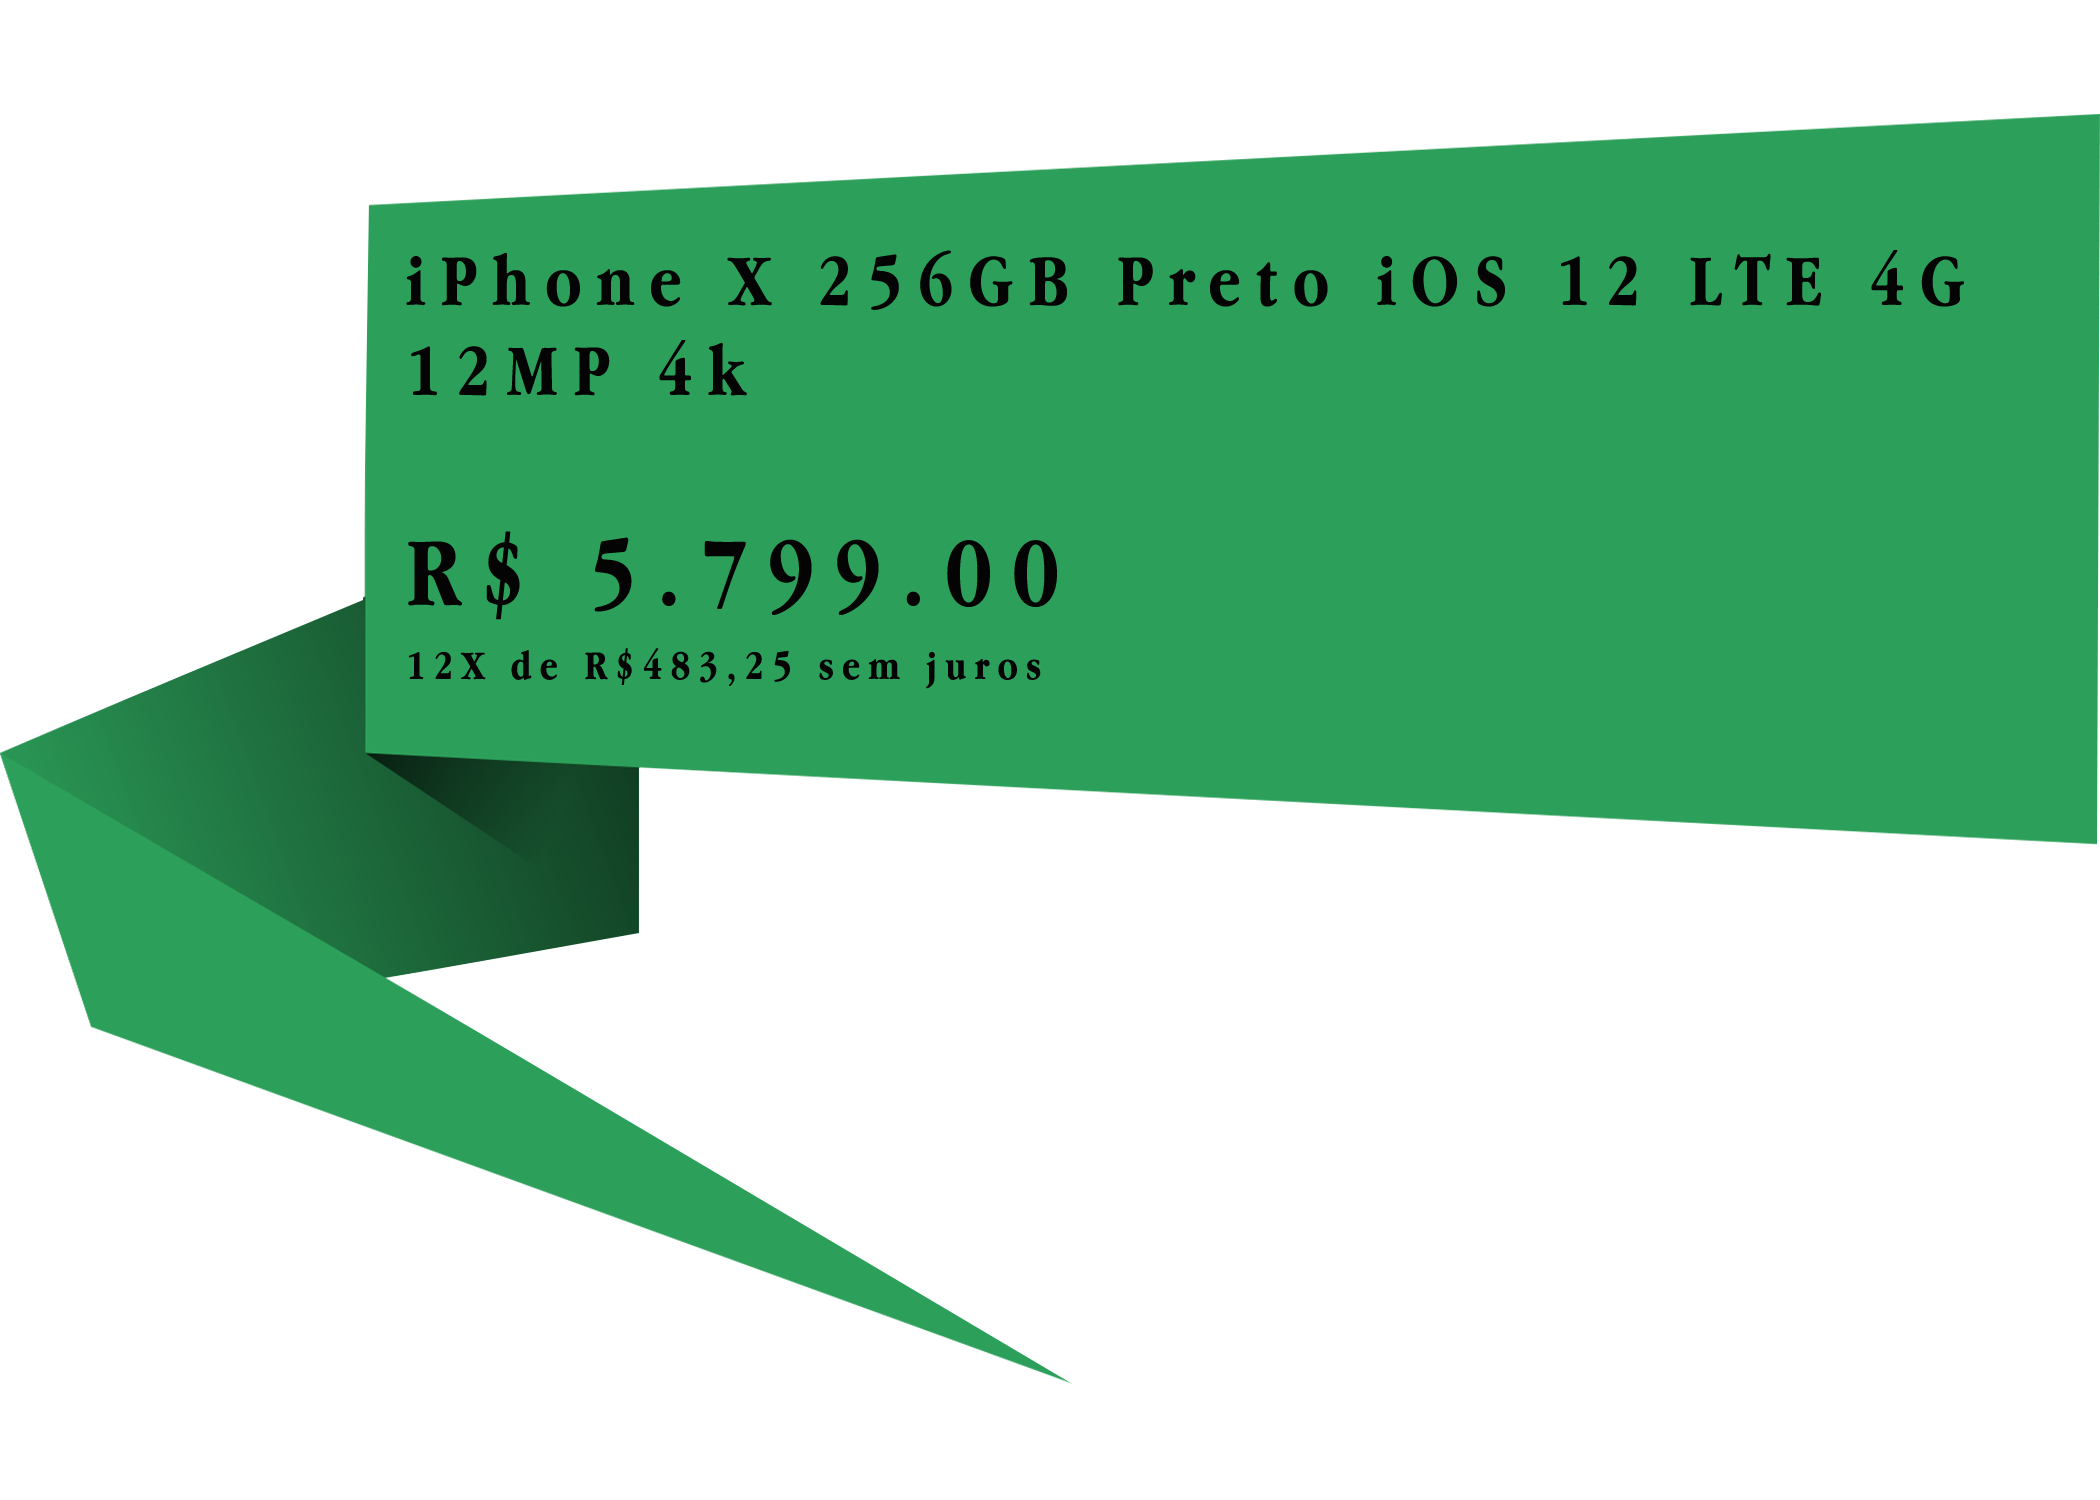 iPhone X 256GB Preto iOS 12 LTE 4G
12MP 4k
R$ 5.799.00
12X de R$483,25 sem juros